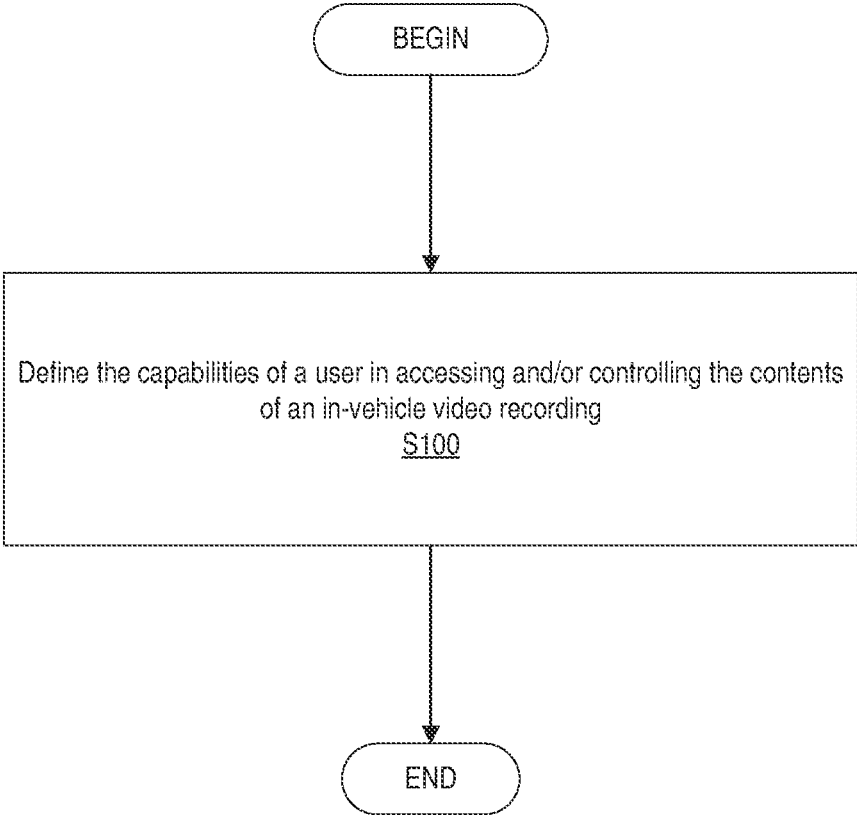 BEGIN
Define the capabilities of a user in accessing and/or controlling the contents
of an in-vehicle video recording
S100
END